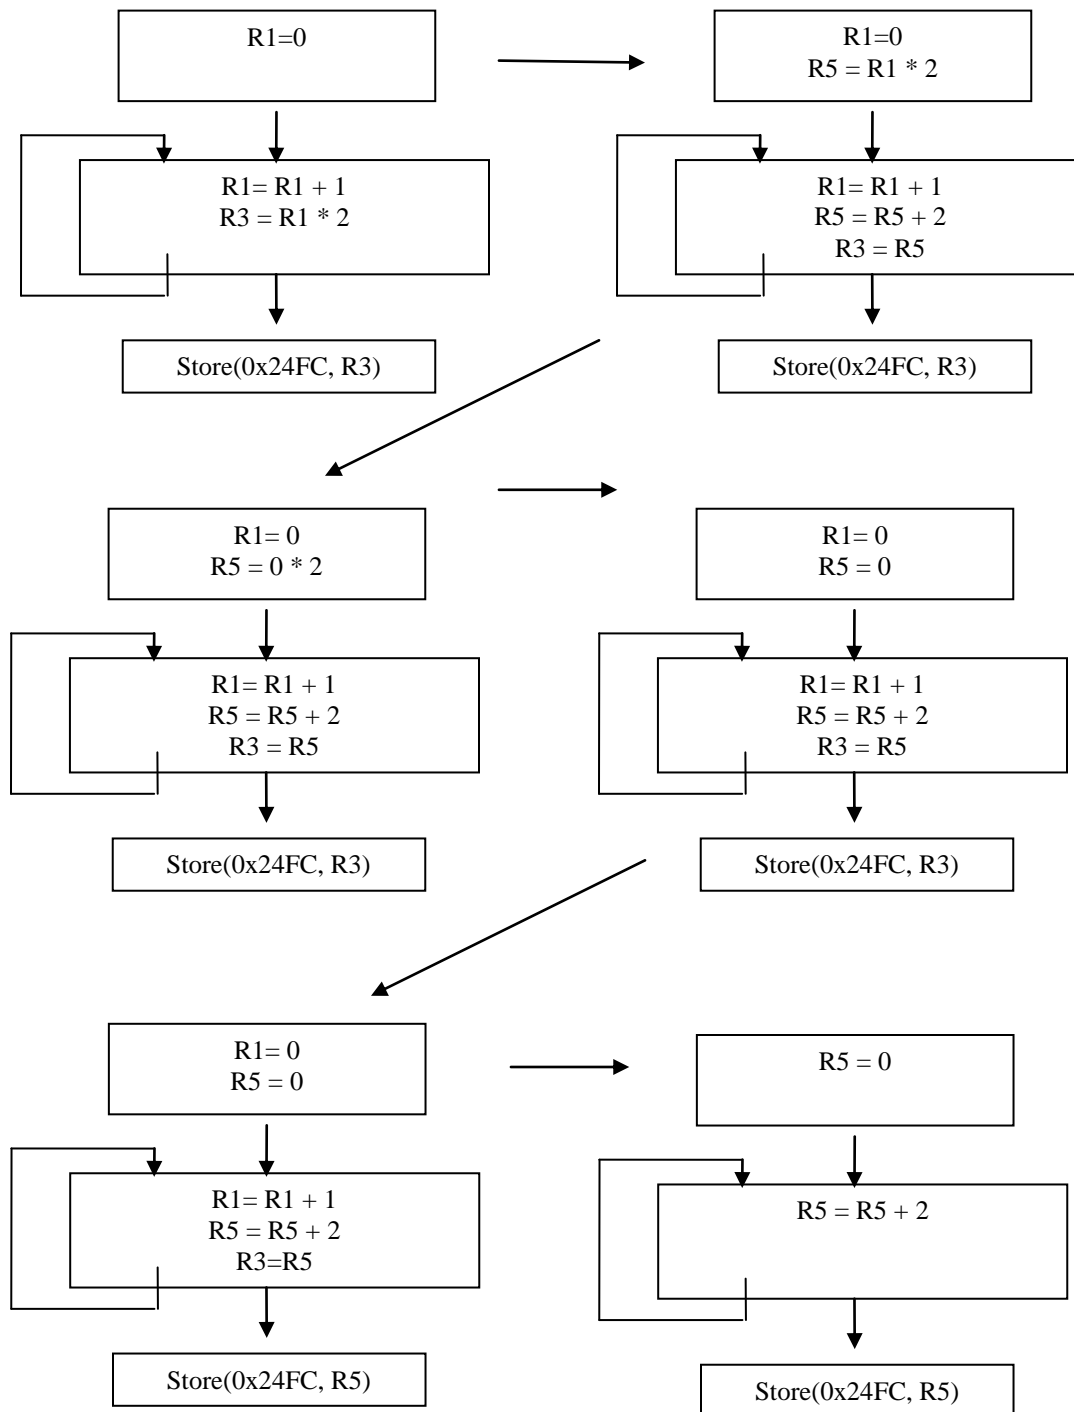 R1=0
R1= R1 + 1
R3 = R1 * 2
Store(0x24FC, R3)
R1=0
R5 = R1 * 2
R1= R1 + 1
R5 = R5 + 2
R3 = R5
Store(0x24FC, R3)
R1= 0
R5 = 0 * 2
R1= R1 + 1
R5 = R5 + 2
R3 = R5
Store(0x24FC, R3)
R1= 0
R5 = 0
R1= R1 + 1
R5 = R5 + 2
R3 = R5
Store(0x24FC, R3)
R1= 0
R5 = 0
R1= R1 + 1
R5 = R5 + 2
R3=R5
Store(0x24FC, R5)
R5 = 0
R5 = R5 + 2
Store(0x24FC, R5)